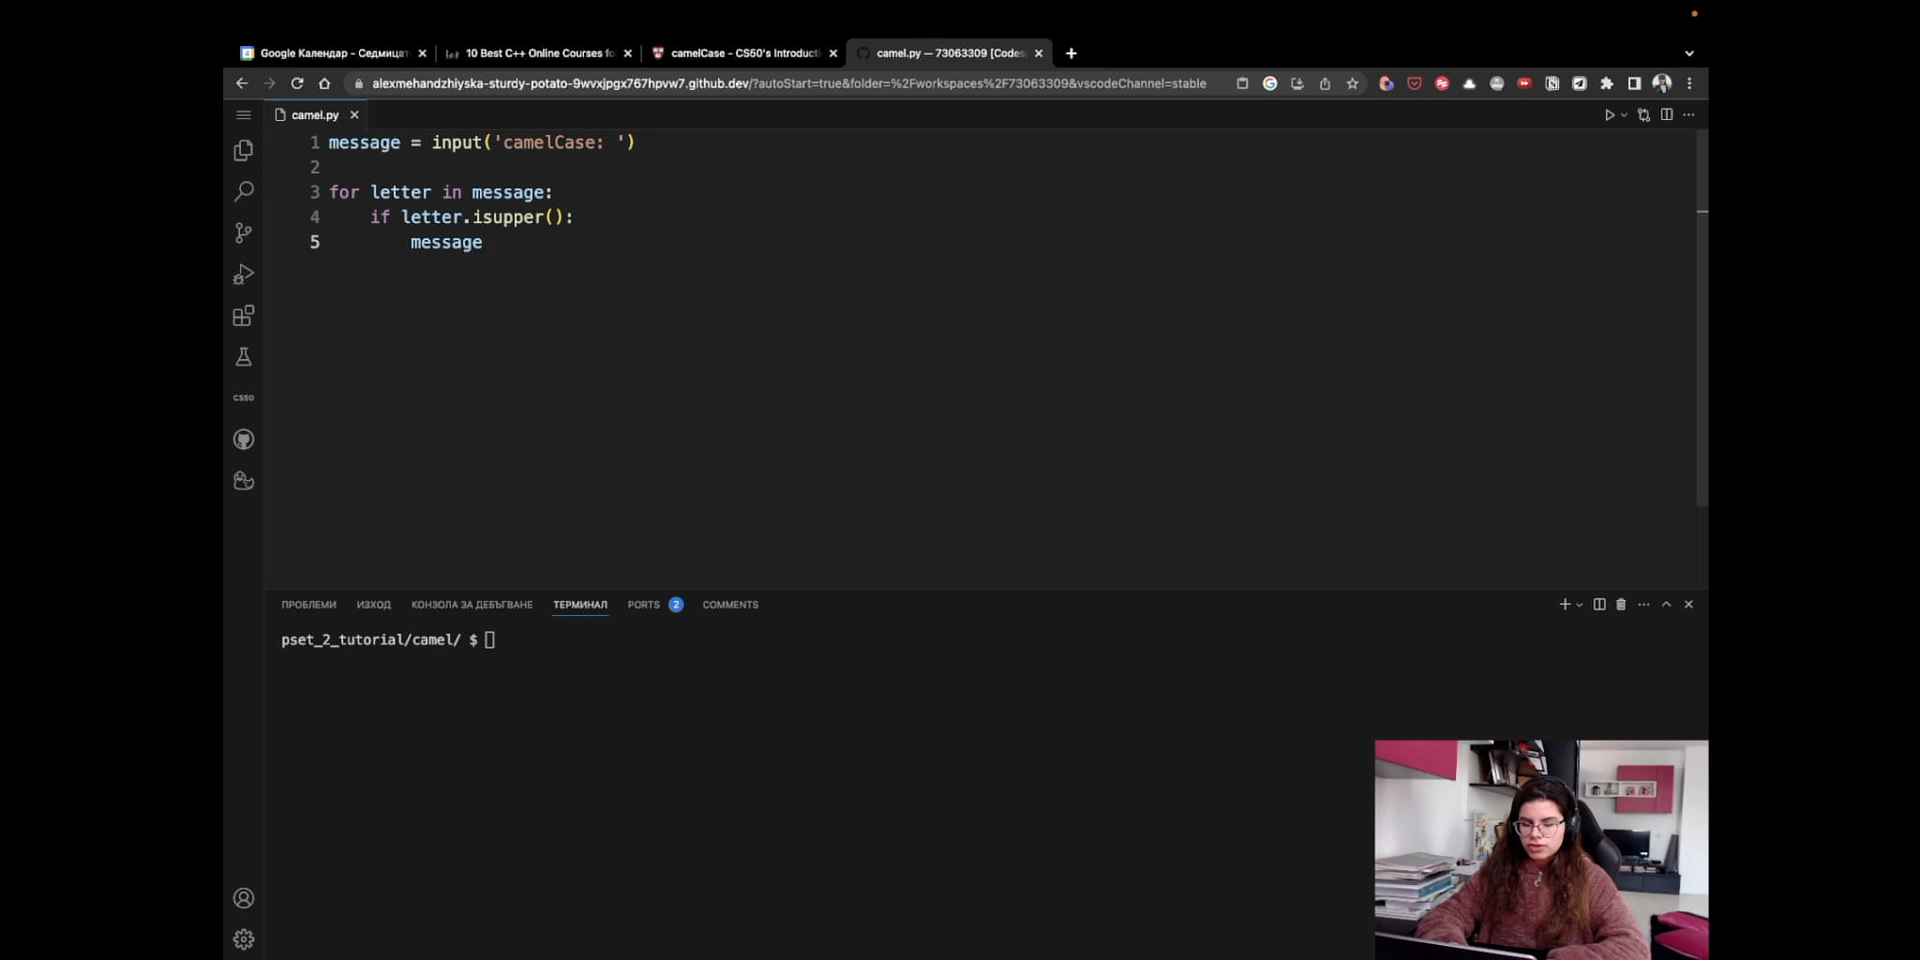 Google Календар - Седмицат
10 Best C++ Online Courses fo
camelCase - CS50's Introducti
camel.py — 73063309 [Codes
alexmehandzhiyska-sturdy-potato-9wvxjpgx767hpvw7.github.dev/?autoStart=true&folder=%2Fworkspaces%2F73063309&vscodeChannel=stable
camel.py
1 message = input('camelCase: ')
2
3 for letter in message:
4 if letter.isupper():
5 message
CS50
ПРОБЛЕМИ ИЗХОД КОНЗОЛА ЗА ДЕБЪГВАНЕ ТЕРМИНАЛ PORTS 2 COMMENTS
pset_2_tutorial/camel/ $